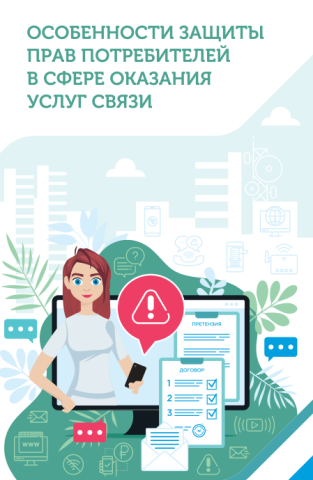 ОСОБЕННОСТИ ЗАЩИТЫ
ПРАВ ПОТРЕБИТЕЛЕЙ
В СФЕРЕ ОКАЗАНИЯ
УСЛУГ СВЯЗИ
ПРЕТЕНЗИЯ
ДОГОВОР
1
2
3
WWW